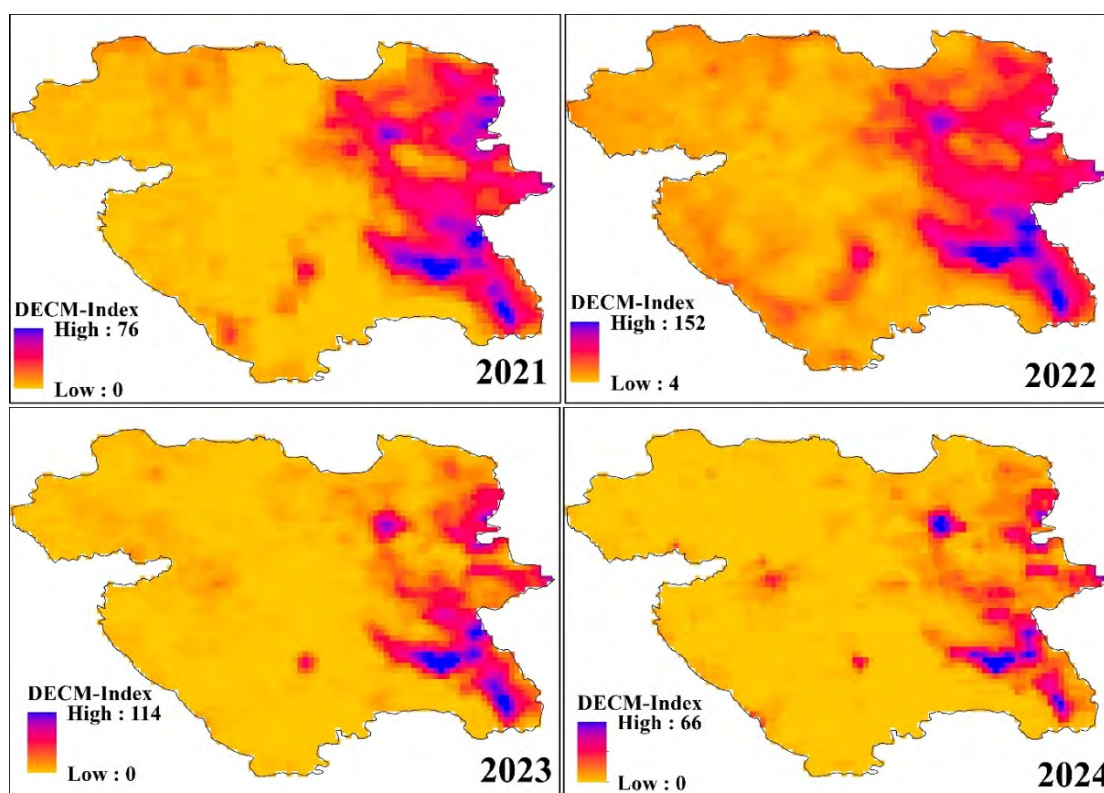 DECM-Index
High : 76
Low : 0
2021
DECM-Index
High : 152
Low : 4
2022
DECM-Index
High : 114
Low : 0
2023
DECM-Index
High : 66
Low : 0
2024